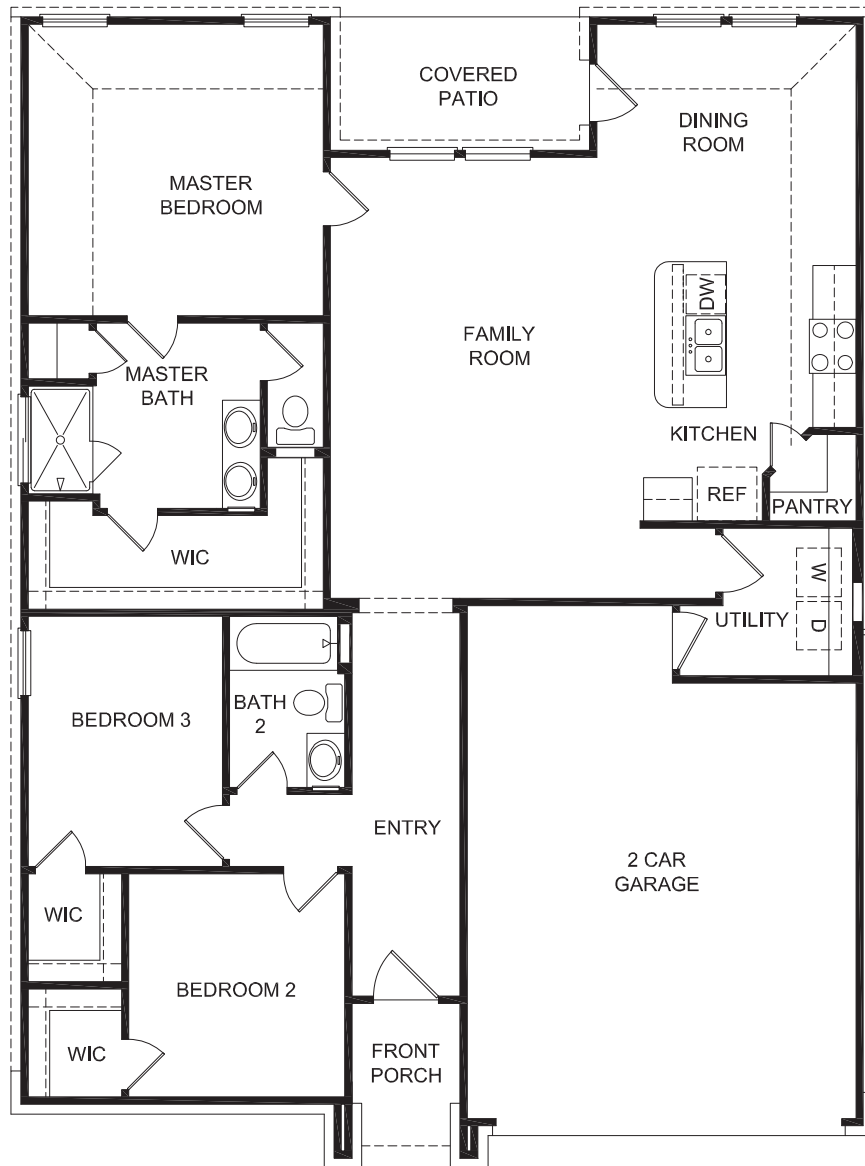 COVERED
PATIO
DINING
ROOM
MASTER
BEDROOM
DW
FAMILY
ROOM
MASTER
BATH
KITCHEN
REF
PANTRY
WIC
W
UTILITY
D
BATH
2
BEDROOM 3
ENTRY
2 CAR
GARAGE
WIC
BEDROOM 2
WIC
FRONT
PORCH